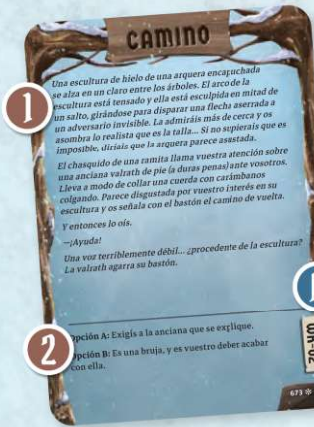 CAMINO
Una escultura de hielo de una arquera encapuchada
se alza en un claro entre los árboles. El arco de la
escultura está tensado y ella está esculpida en mitad de
un salto, girándose para disparar una flecha aserrada a
un adversario invisible. La admiráis más de cerca y os
asombra lo realista que es la talla... Si no supierais que es
imposible, diríais que la arquera parece asustada.
El chasquido de una ramita llama vuestra atención sobre
una anciana valrath de pie (a duras penas) ante vosotros.
Lleva a modo de collar una cuerda con carámbanos
colgando. Parece disgustada por vuestro interés en su
escultura y os señala con el bastón el camino de vuelta.
Y entonces lo oís.
—¡Ayuda!
Una voz terriblemente débil... ¿procedente de la escultura?
La valrath agarra su bastón.
Opción A: Exigís a la anciana que se explique.
Opción B: Es una bruja, y es vuestro deber acabar
con ella.
1
2
WR-02
673